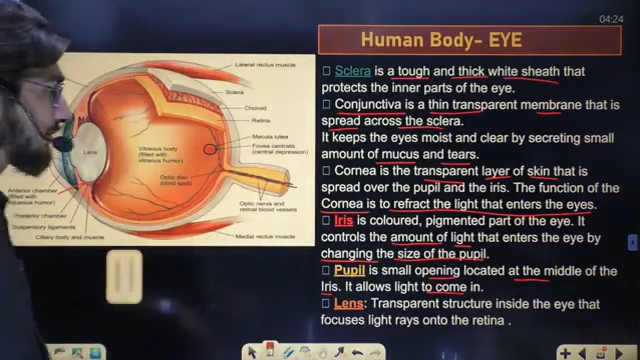 04:24
Human Body- EYE
Lateral rectus muscle
Sclera
Choroid
Retina
Macula lutea
Fovea centralis
(central depression)
Lens
Vitreous body
(filled with
vitreous humor)
Optic disc
(blind spot)
Anterior chamber
(filled with
aqueous humor)
Posterior chamber
Suspensory ligaments
Ciliary body and muscle
Optic nerve and
retinal blood vessels
Medial rectus muscle
Sclera is a tough and thick white sheath that
protects the inner parts of the eye.
Conjunctiva is a thin transparent membrane that is
spread across the sclera.
It keeps the eyes moist and clear by secreting small
amount of mucus and tears.
Cornea is the transparent layer of skin that is
spread over the pupil and the iris. The function of the
Cornea is to refract the light that enters the eyes.
Iris is coloured, pigmented part of the eye. It
controls the amount of light that enters the eye by
changing the size of the pupil.
Pupil is small opening located at the middle of the
Iris. It allows light to come in.
Lens: Transparent structure inside the eye that
focuses light rays onto the retina .